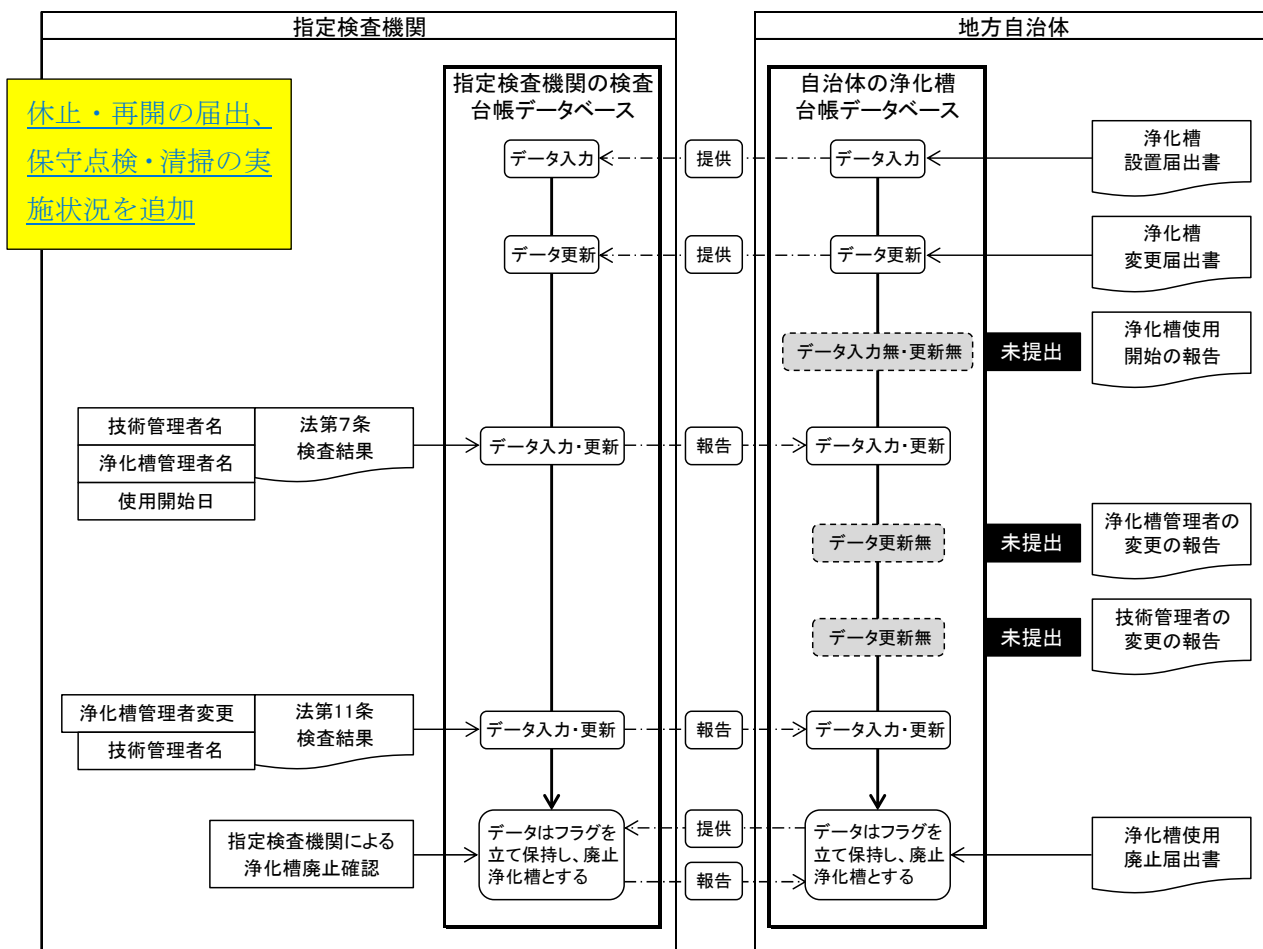 指定検査機関
地方自治体
休止・再開の届出、
保守点検・清掃の実
施状況を追加
指定検査機関の検査
台帳データベース
自治体の浄化槽
台帳データベース
データ入力
提供
データ入力
浄化槽
設置届出書
データ更新
提供
データ更新
浄化槽
変更届出書
データ入力無・更新無
未提出
浄化槽使用
開始の報告
技術管理者名
浄化槽管理者名
使用開始日
法第7条
検査結果
データ入力・更新
報告
データ入力・更新
データ更新無
未提出
浄化槽管理者の
変更の報告
データ更新無
未提出
技術管理者の
変更の報告
浄化槽管理者変更
技術管理者名
法第11条
検査結果
データ入力・更新
報告
データ入力・更新
指定検査機関による
浄化槽廃止確認
データはフラグを
立て保持し、廃止
浄化槽とする
提供
報告
データはフラグを
立て保持し、廃止
浄化槽とする
浄化槽使用
廃止届出書